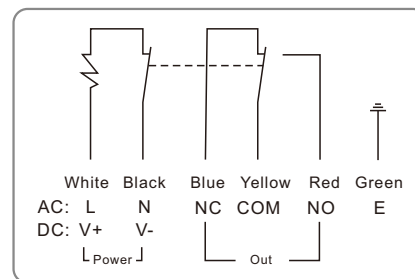 White Black Blue Yellow Red Green
AC: L N NC COM NO E
DC: V+ V-
Power Out